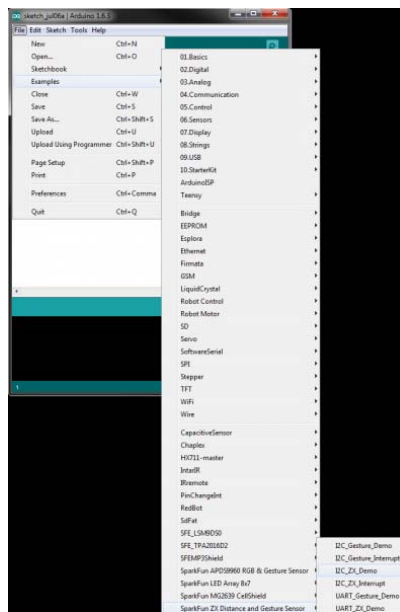 sketch_jul06a | Arduino 1.6.3
File Edit Sketch Tools Help
New Ctrl+N
Open... Ctrl+O
Sketchbook
Examples
Close Ctrl+W
Save Ctrl+S
Save As... Ctrl+Shift+S
Upload Ctrl+U
Upload Using Programmer Ctrl+Shift+U
Page Setup Ctrl+Shift+P
Print Ctrl+P
Preferences Ctrl+Comma
Quit Ctrl+Q
1
01.Basics
02.Digital
03.Analog
04.Communication
05.Control
06.Sensors
07.Display
08.Strings
09.USB
10.StarterKit
ArduinoISP
Teensy
Bridge
EEPROM
Esplora
Ethernet
Firmata
GSM
LiquidCrystal
Robot Control
Robot Motor
SD
Servo
SoftwareSerial
SPI
Stepper
TFT
WiFi
Wire
CapacitiveSensor
Chaplex
HX711-master
IntarIR
IRremote
PinChangeInt
RedBot
SdFat
SFE_LSM9DS0
SFE_TPA2016D2
SFEMP3Shield
SparkFun APDS9960 RGB & Gesture Sensor
SparkFun LED Array 8x7
SparkFun MG2639 CellShield
SparkFun ZX Distance and Gesture Sensor
I2C_Gesture_Demo
I2C_Gesture_Interrupt
I2C_ZX_Demo
I2C_ZX_Interrupt
UART_Gesture_Demo
UART_ZX_Demo